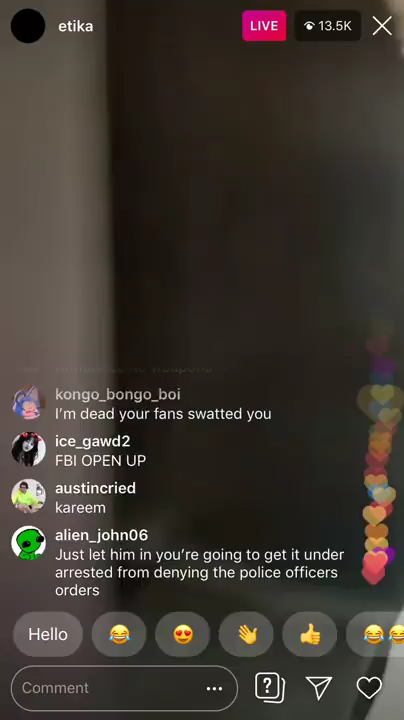 etika
LIVE
13.5K
kongo_bongo_boi
I'm dead your fans swatted you
ice_gawd2
FBI OPEN UP
austincried
kareem
alien_john06
Just let him in you're going to get it under
arrested from denying the police officers
orders
Hello
Comment